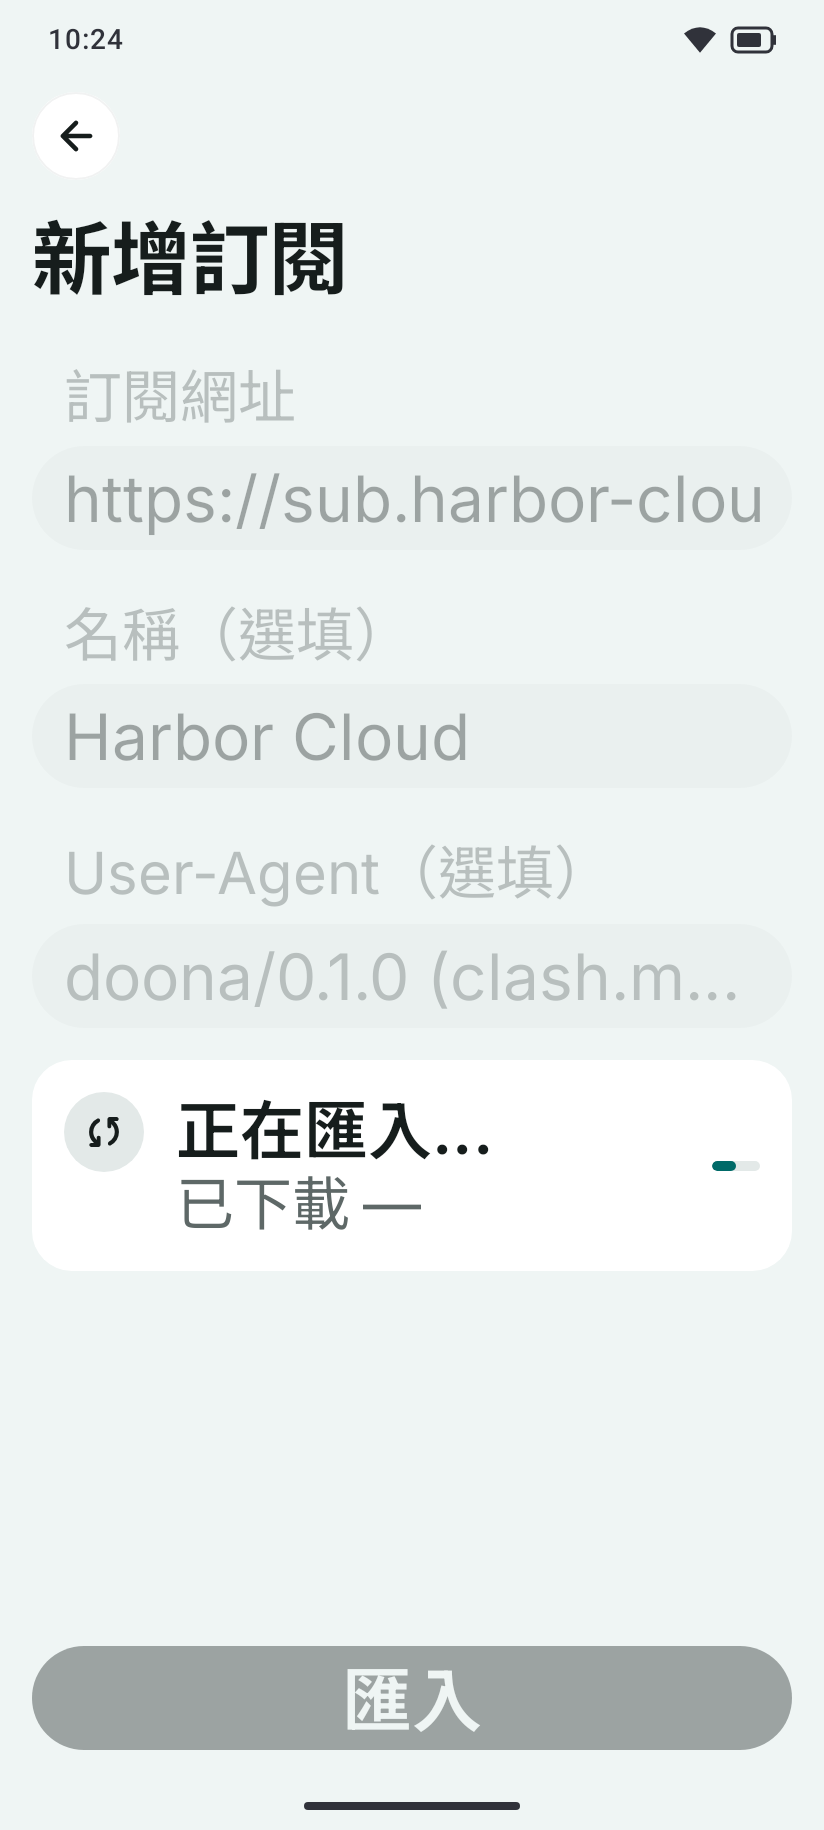 10:24
新增訂閱
訂閱網址
https://sub.harbor-clou
名稱（選填）
Harbor Cloud
User-Agent（選填）
doona/0.1.0 (clash.m...
正在匯入...
已下載 —
匯入